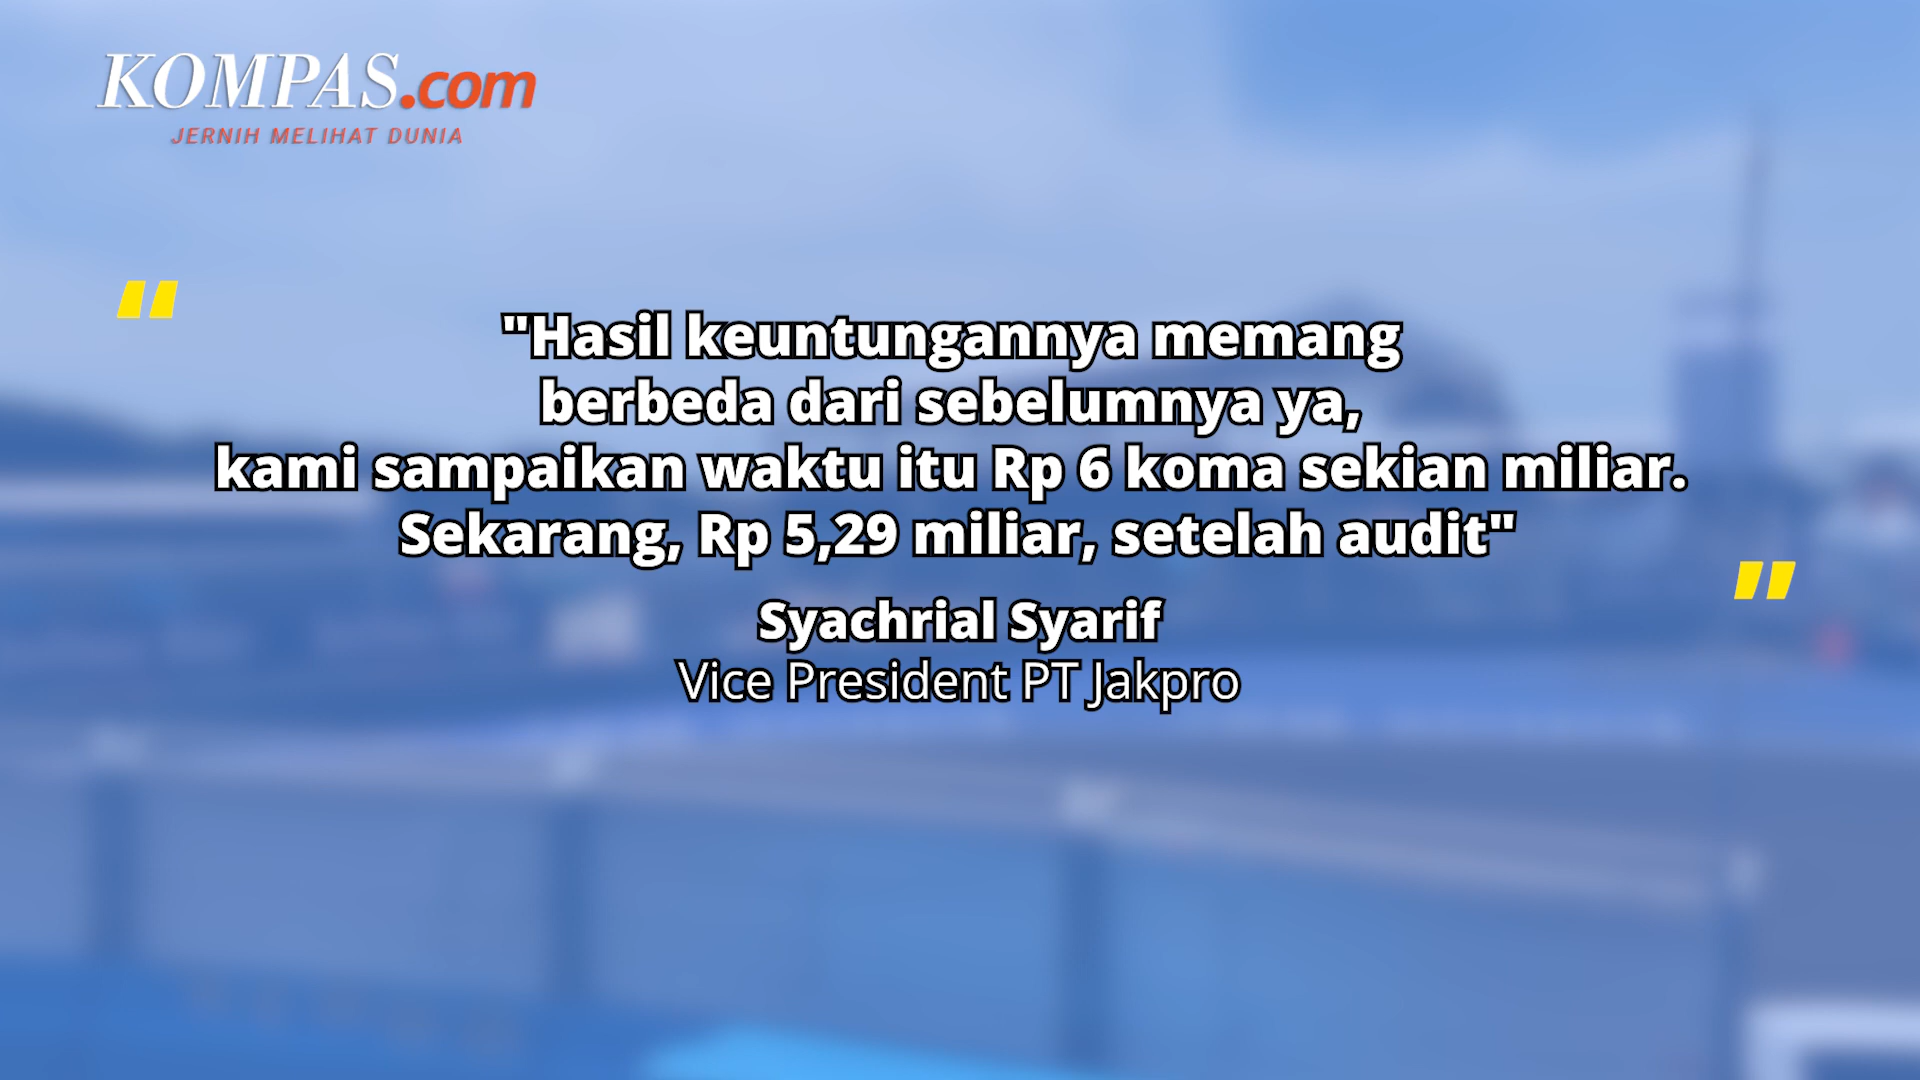 KOMPAS.com
JERNIH MELIHAT DUNIA
"
"Hasil keuntungannya memang
berbeda dari sebelumnya ya,
kami sampaikan waktu itu Rp 6 koma sekian miliar.
Sekarang, Rp 5,29 miliar, setelah audit"
"
Syachrial Syarif
Vice President PT Jakpro